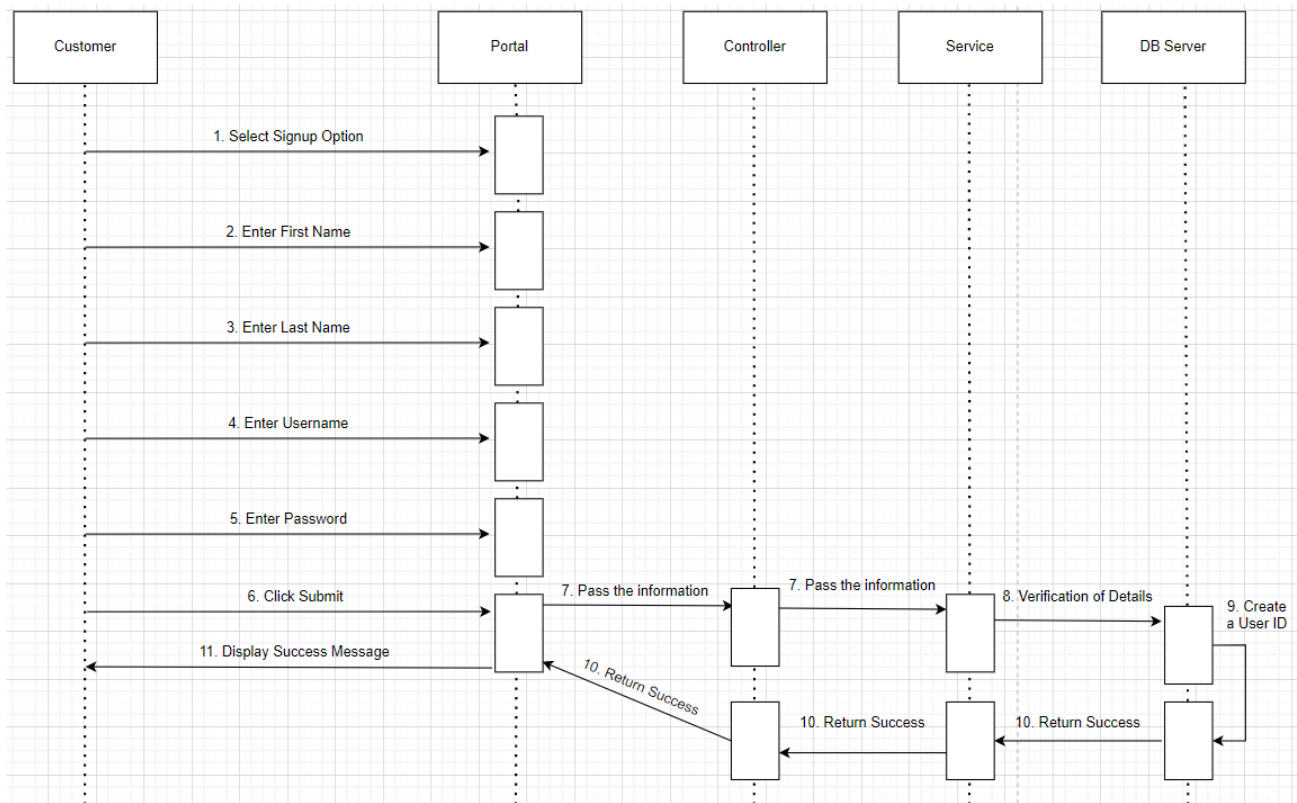 Customer
Portal
Controller
Service
DB Server
1. Select Signup Option
2. Enter First Name
3. Enter Last Name
4. Enter Username
5. Enter Password
6. Click Submit
7. Pass the information
7. Pass the information
8. Verification of Details
9. Create
a User ID
11. Display Success Message
10. Return Success
10. Return Success
10. Return Success